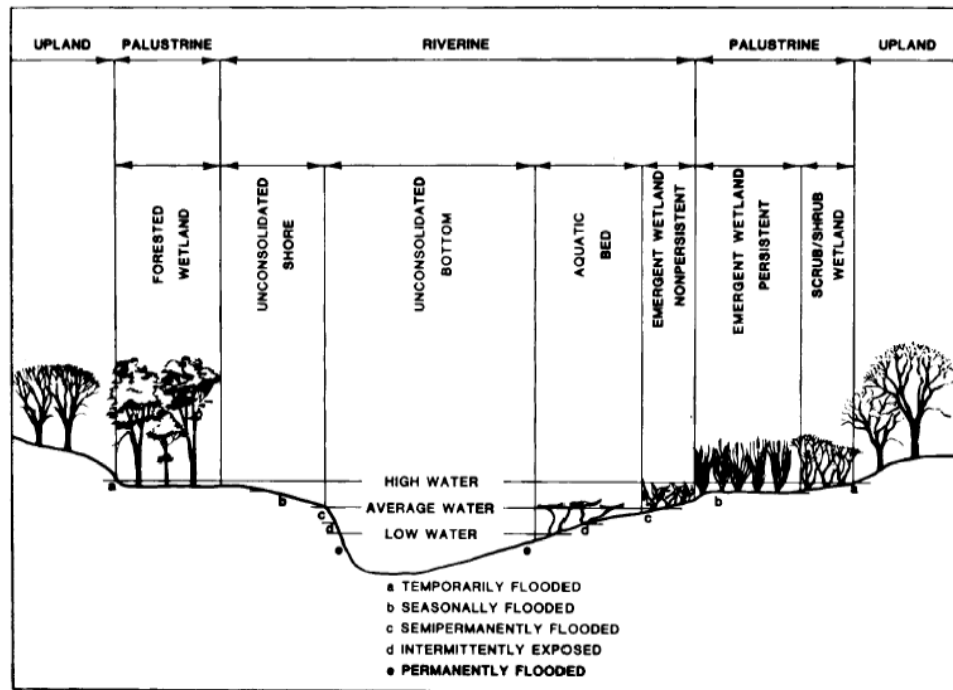 UPLAND PALUSTRINE RIVERINE PALUSTRINE UPLAND
FORESTED
WETLAND
UNCONSOLIDATED
SHORE
UNCONSOLIDATED
BOTTOM
AQUATIC
BED
EMERGENT WETLAND
NONPERSISTENT
EMERGENT WETLAND
PERSISTENT
SCRUB/SHRUB
WETLAND
a HIGH WATER a
b b
c AVERAGE WATER c
d LOW WATER d
e e
a TEMPORARILY FLOODED
b SEASONALLY FLOODED
c SEMIPERMANENTLY FLOODED
d INTERMITTENTLY EXPOSED
e PERMANENTLY FLOODED